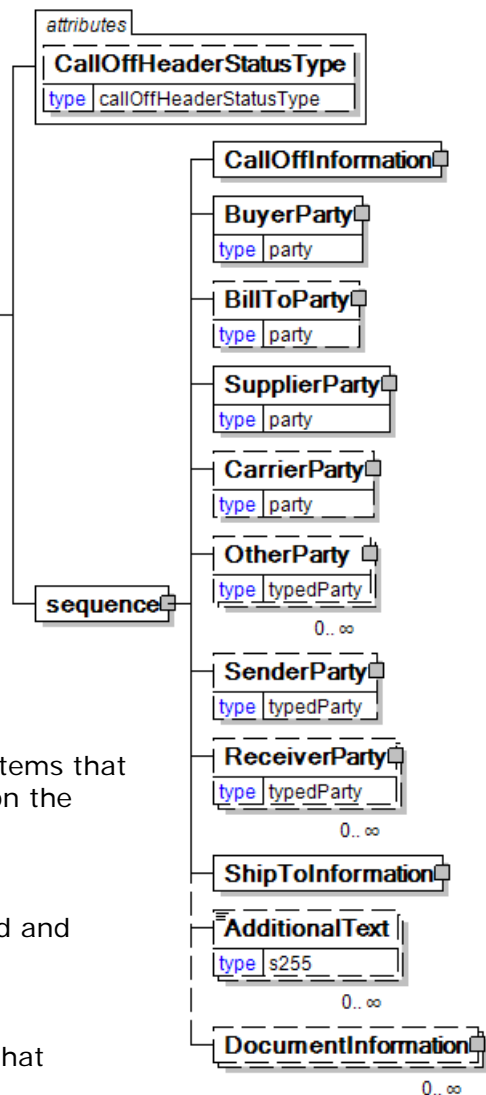 attributes
CallOffHeaderStatusType
type callOffHeaderStatusType
CallOffInformation
BuyerParty
type party
BillToParty
type party
SupplierParty
type party
CarrierParty
type party
OtherParty
type typedParty
0.. ∞
sequence
SenderParty
type typedParty
tems that
on the
ReceiverParty
type typedParty
0.. ∞
ShipToInformation
d and
AdditionalText
type s255
0.. ∞
hat
DocumentInformation
0.. ∞